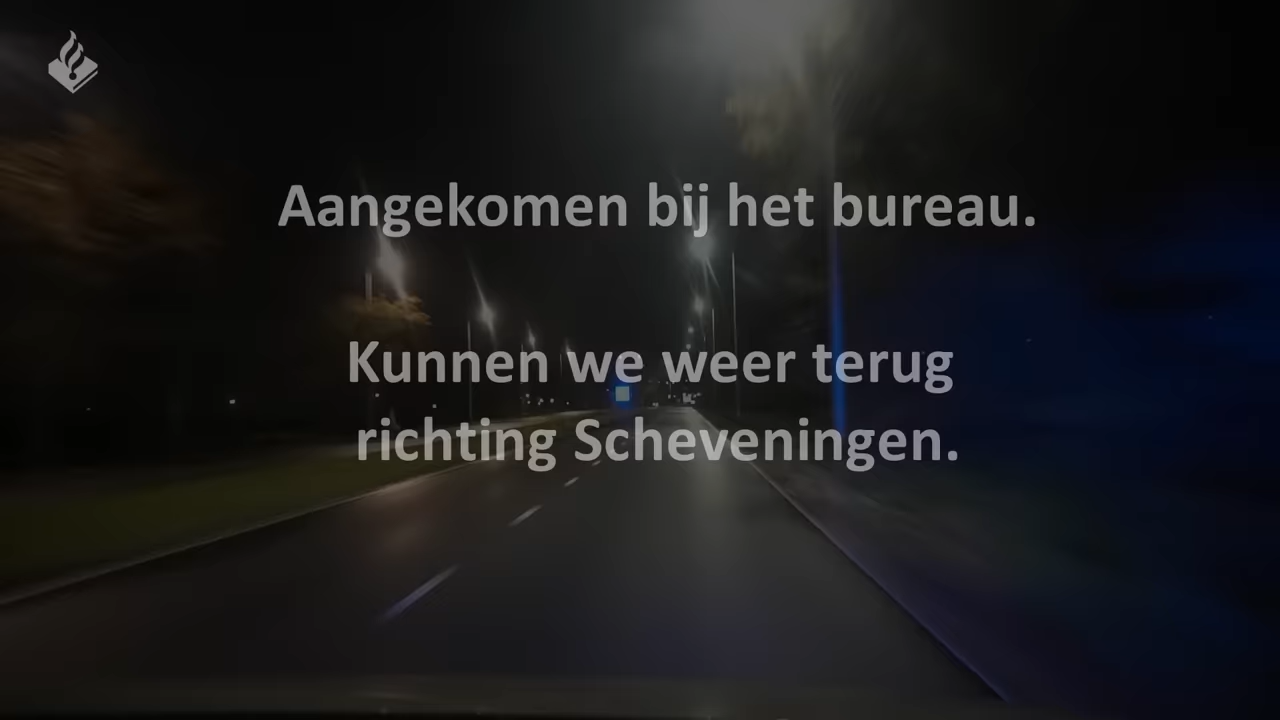 Aangekomen bij het bureau.
Kunnen we weer terug
richting Scheveningen.